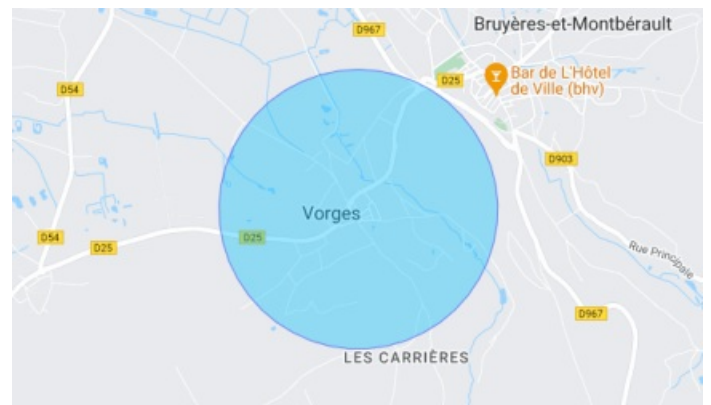 Bruyères-et-Montbérault
D967
D54
D25
Bar de L'Hôtel
de Ville (bhv)
D903
Vorges
D54
D25
D25
Rue Principale
D967
LES CARRIÈRES